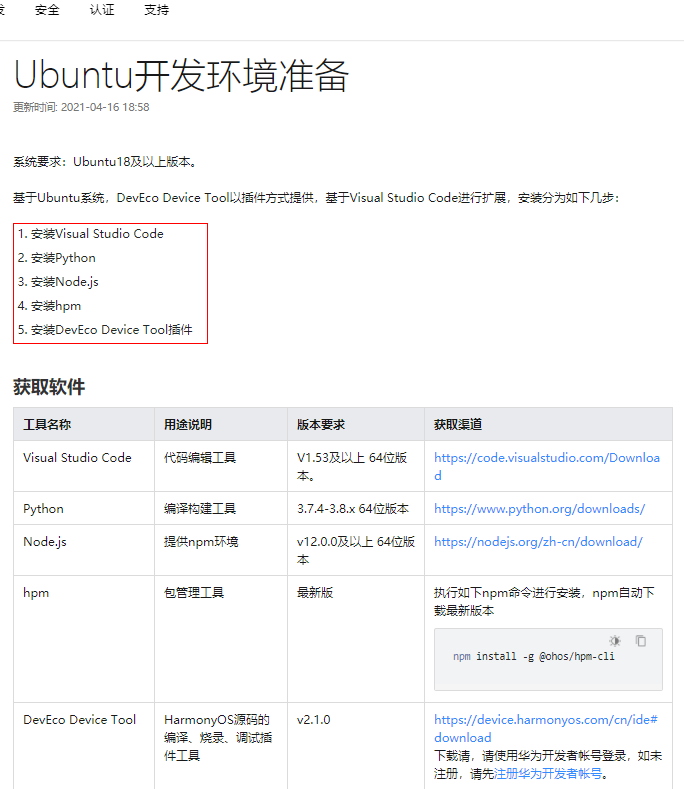 发 安全 认证 支持
Ubuntu开发环境准备
更新时间: 2021-04-16 18:58
系统要求：Ubuntu18及以上版本。
基于Ubuntu系统，DevEco Device Tool以插件方式提供，基于Visual Studio Code进行扩展，安装分为如下几步：
1. 安装Visual Studio Code
2. 安装Python
3. 安装Node.js
4. 安装hpm
5. 安装DevEco Device Tool插件
获取软件
工具名称 用途说明 版本要求 获取渠道
Visual Studio Code 代码编辑工具 V1.53及以上 64位版 https://code.visualstudio.com/Downloa
本。 d
Python 编译构建工具 3.7.4-3.8.x 64位版本 https://www.python.org/downloads/
Node.js 提供npm环境 v12.0.0及以上 64位版 https://nodejs.org/zh-cn/download/
本
hpm 包管理工具 最新版 执行如下npm命令进行安装，npm自动下
载最新版本
npm install -g @ohos/hpm-cli
DevEco Device Tool HarmonyOS源码的 v2.1.0 https://device.harmonyos.com/cn/ide#
编译、烧录、调试插 download
件工具 下载请，请使用华为开发者帐号登录，如未
注册，请先注册华为开发者帐号。